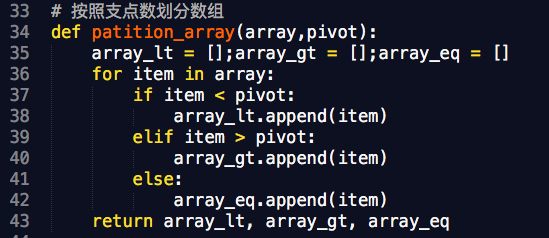 33 # 按照支点数划分数组
34 def patition_array(array,pivot):
35     array_lt = [];array_gt = [];array_eq = []
36     for item in array:
37         if item < pivot:
38             array_lt.append(item)
39         elif item > pivot:
40             array_gt.append(item)
41         else:
42             array_eq.append(item)
43     return array_lt, array_gt, array_eq